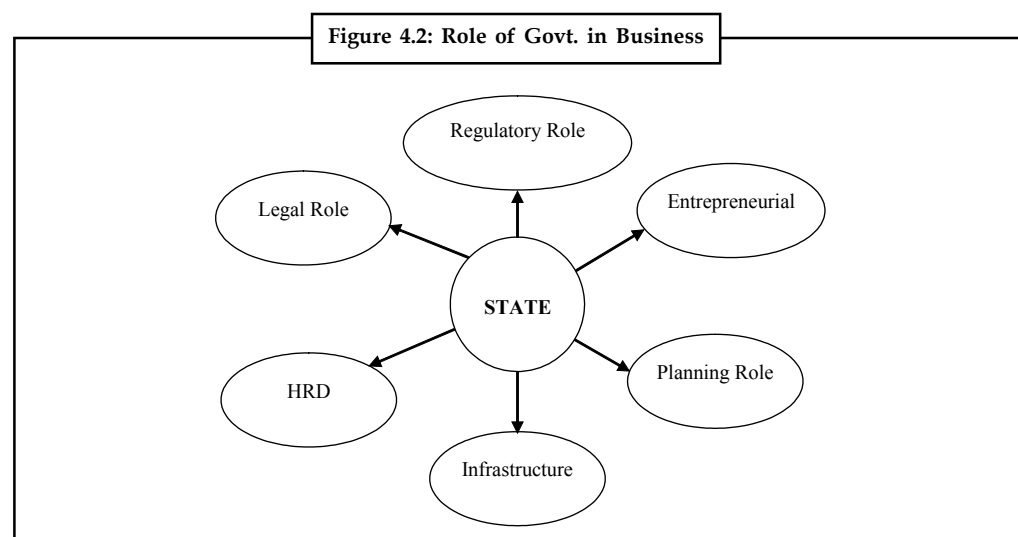 Figure 4.2: Role of Govt. in Business
Regulatory Role
Legal Role
Entrepreneurial
STATE
HRD
Planning Role
Infrastructure